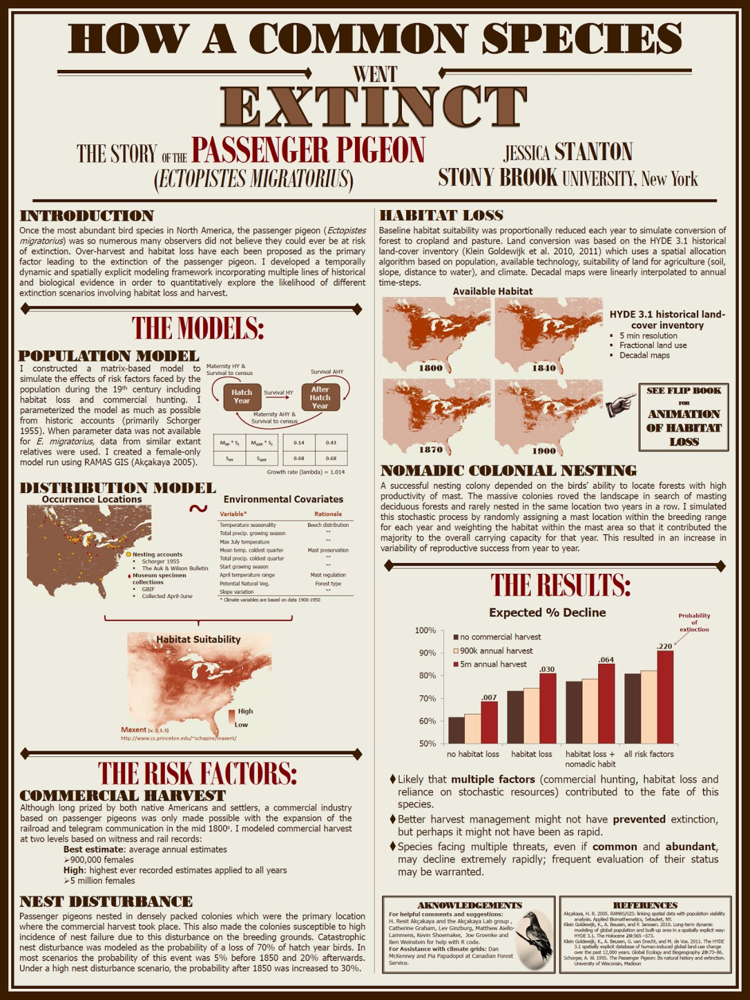 HOW A COMMON SPECIES
WENT
EXTINCT
THE STORY OF THE PASSENGER PIGEON
(ECTOPISTES MIGRATORIUS)
JESSICA STANTON
STONY BROOK UNIVERSITY, New York
INTRODUCTION
Once the most abundant bird species in North America, the passenger pigeon (Ectopistes
migratorius) was so numerous many observers did not believe they could ever be at risk
of extinction. Over-harvest and habitat loss have each been proposed as the primary
factor leading to the extinction of the passenger pigeon. I developed a temporally
dynamic and spatially explicit modeling framework incorporating multiple lines of historical
and biological evidence in order to quantitatively explore the likelihood of different
extinction scenarios involving habitat loss and harvest.
THE MODELS:
POPULATION MODEL
I constructed a matrix-based model to
simulate the effects of risk factors faced by the
population during the 19th century including
habitat loss and commercial hunting. I
parameterized the model as much as possible
from historic accounts (primarily Schorger
1955). When parameter data was not available
for E. migratorius, data from similar extant
relatives were used. I created a female-only
model run using RAMAS GIS (Akçakaya 2005).
Maternity HY &
Survival to census
Survival AHY
Hatch
Year
Survival HY
After
Hatch
Year
Maternity AHY &
Survival to census
MHY * SJ MAHY * SJ 0.14 0.43
SHY SAHY 0.68 0.68
Growth rate (lambda) = 1.014
DISTRIBUTION MODEL
Occurrence Locations
~
Environmental Covariates
Nesting accounts
▪ Schorger 1955
▪ The Auk & Wilson Bulletin
Museum specimen
collections
▪ GBIF
▪ Collected April-June
Variable* Rationale
Temperature seasonality Beech distribution
Total precip. growing season ""
Max July temperature ""
Mean temp. coldest quarter Mast preservation
Total precip. coldest quarter ""
Start growing season ""
April temperature range Mast regulation
Potential Natural Veg. Forest type
Slope variation ""
* Climate variables are based on data 1900-1950
Habitat Suitability
High
Low
Maxent (v. 3.3.3)
http://www.cs.princeton.edu/~schapire/maxent/
THE RISK FACTORS:
COMMERCIAL HARVEST
Although long prized by both native Americans and settlers, a commercial industry
based on passenger pigeons was only made possible with the expansion of the
railroad and telegram communication in the mid 1800s. I modeled commercial harvest
at two levels based on witness and rail records:
Best estimate: average annual estimates
➢900,000 females
High: highest ever recorded estimates applied to all years
➢5 million females
NEST DISTURBANCE
Passenger pigeons nested in densely packed colonies which were the primary location
where the commercial harvest took place. This also made the colonies susceptible to high
incidence of nest failure due to this disturbance on the breeding grounds. Catastrophic
nest disturbance was modeled as the probability of a loss of 70% of hatch year birds. In
most scenarios the probability of this event was 5% before 1850 and 20% afterwards.
Under a high nest disturbance scenario, the probability after 1850 was increased to 30%.
HABITAT LOSS
Baseline habitat suitability was proportionally reduced each year to simulate conversion of
forest to cropland and pasture. Land conversion was based on the HYDE 3.1 historical
land-cover inventory (Klein Goldewijk et al. 2010, 2011) which uses a spatial allocation
algorithm based on population, available technology, suitability of land for agriculture (soil,
slope, distance to water), and climate. Decadal maps were linearly interpolated to annual
time-steps.
Available Habitat
1800
1840
1870
1900
HYDE 3.1 historical land-
cover inventory
▪ 5 min resolution
▪ Fractional land use
▪ Decadal maps
SEE FLIP BOOK
FOR
ANIMATION
OF HABITAT
LOSS
NOMADIC COLONIAL NESTING
A successful nesting colony depended on the birds' ability to locate forests with high
productivity of mast. The massive colonies roved the landscape in search of masting
deciduous forests and rarely nested in the same location two years in a row. I simulated
this stochastic process by randomly assigning a mast location within the breeding range
for each year and weighting the habitat within the mast area so that it contributed the
majority to the overall carrying capacity for that year. This resulted in an increase in
variability of reproductive success from year to year.
THE RESULTS:
Expected % Decline
Probability
of
extinction
100%
90%
80%
70%
60%
50%
no commercial harvest
900k annual harvest
5m annual harvest
.007
.030
.064
.220
no habitat loss
habitat loss
habitat loss +
nomadic habit
all risk factors
♦Likely that multiple factors (commercial hunting, habitat loss and
reliance on stochastic resources) contributed to the fate of this
species.
♦Better harvest management might not have prevented extinction,
but perhaps it might not have been as rapid.
♦Species facing multiple threats, even if common and abundant,
may decline extremely rapidly; frequent evaluation of their status
may be warranted.
AKNOWLEDGEMENTS
For helpful comments and suggestions:
H. Resit Akçakaya and the Akçakaya Lab group ,
Catherine Graham, Lev Ginzburg, Matthew Aiello-
Lammens, Kevin Shoemaker, Joe Groenke and
Ben Weinstein for help with R code.
For Assistance with climate grids: Dan
McKenney and Pia Papadopol at Canadian Forest
Service.
REFERENCES
Akçakaya, H. R. 2005. RAMAS/GIS: linking spatial data with population viability
analysis. Applied Biomathematics, Setauket, NY.
Klein Goldewijk, K., A. Beusen, and P. Janssen. 2010. Long-term dynamic
modeling of global population and built-up area in a spatially explicit way:
HYDE 3.1. The Holocene 20:565–573.
Klein Goldewijk, K., A. Beusen, G. van Drecht, and M. de Vos. 2011. The HYDE
3.1 spatially explicit database of human-induced global land-use change
over the past 12,000 years. Global Ecology and Biogeography 20:73–86.
Schorger, A. W. 1955. The Passenger Pigeon: Its natural history and extinction.
University of Wisconsin, Madison